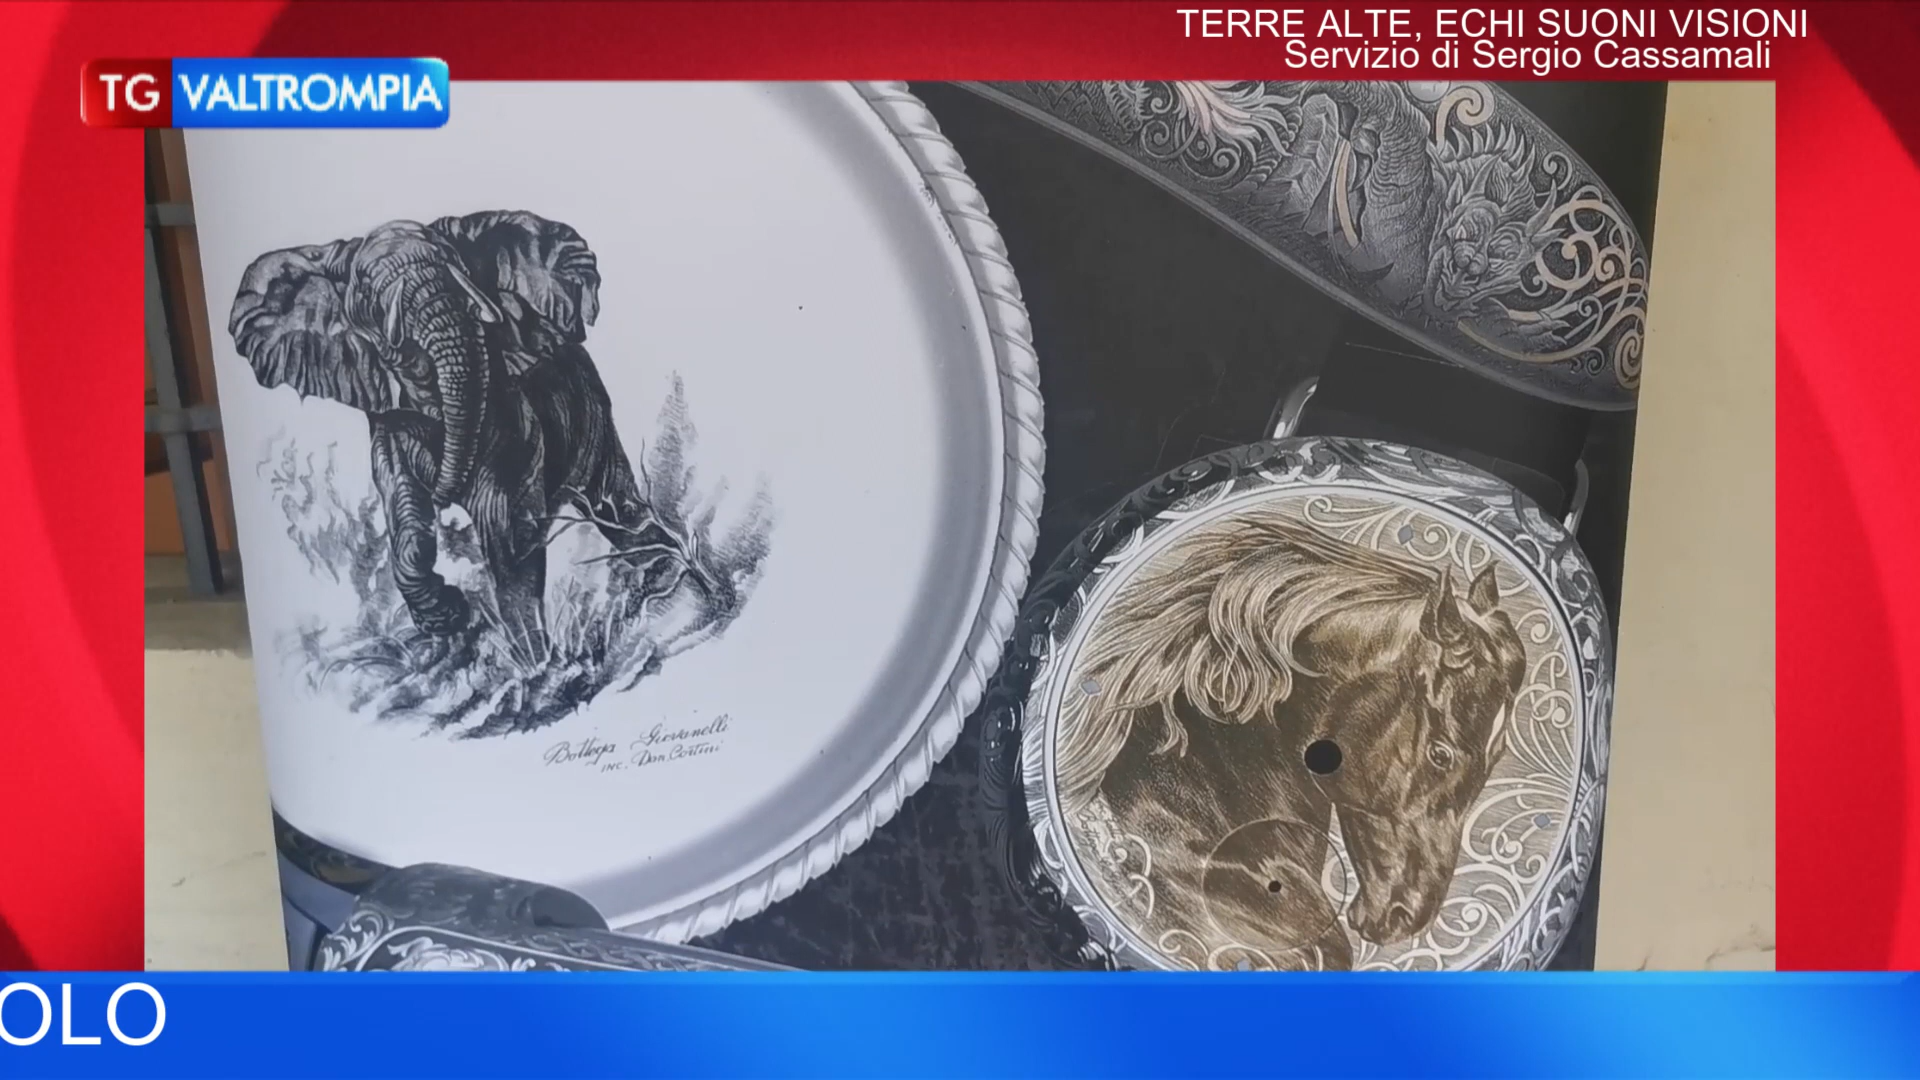 TERRE ALTE, ECHI SUONI VISIONI
Servizio di Sergio Cassamali
TG VALTROMPIA
Bottega Giovanelli
INC. Dan. Cortini
OLO